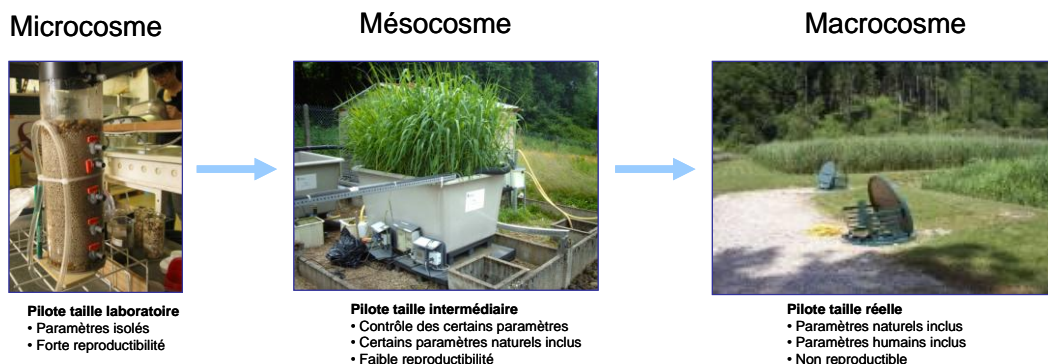 Microcosme
Mésocosme
Macrocosme
Pilote taille laboratoire
• Paramètres isolés
• Forte reproductibilité
Pilote taille intermédiaire
• Contrôle des certains paramètres
• Certains paramètres naturels inclus
• Faible reproductibilité
Pilote taille réelle
• Paramètres naturels inclus
• Paramètres humains inclus
• Non reproductible